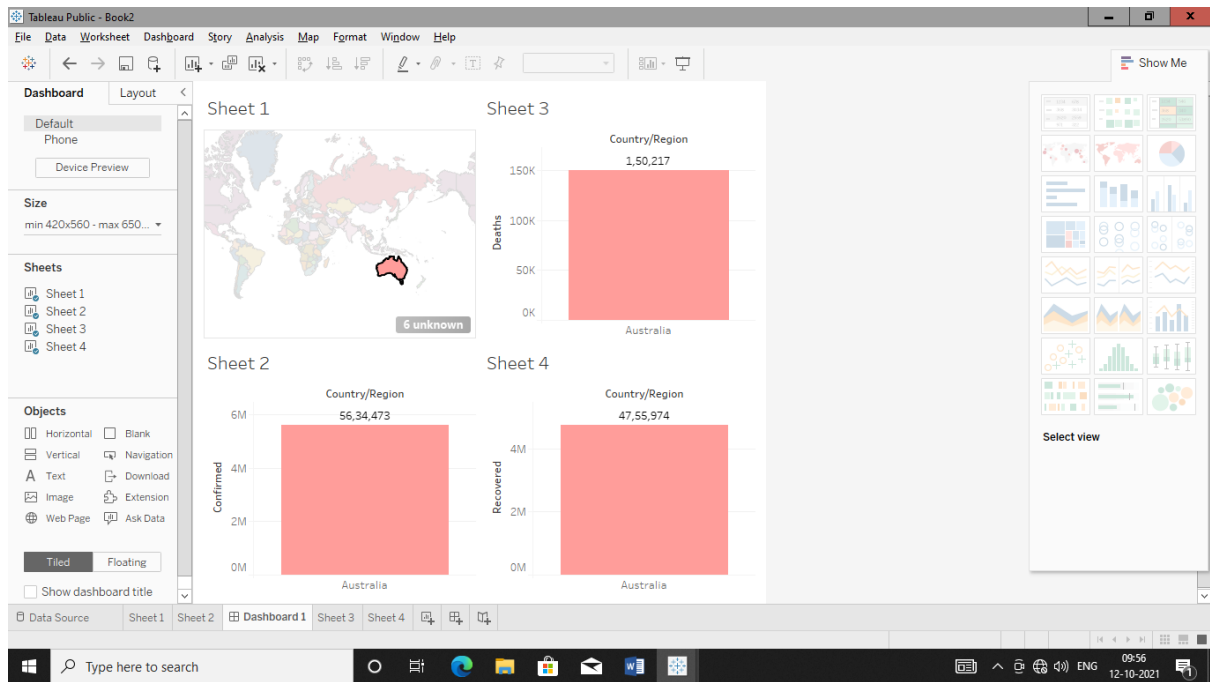 Tableau Public - Book2
File Data Worksheet Dashboard Story Analysis Map Format Window Help
Show Me
Dashboard Layout
Default
Phone
Device Preview
Size
min 420x560 - max 650...
Sheets
Sheet 1
Sheet 2
Sheet 3
Sheet 4
Objects
Horizontal Blank
Vertical Navigation
A Text Download
Image Extension
Web Page Ask Data
Tiled Floating
Show dashboard title
Sheet 1
6 unknown
Sheet 3
Country/Region
1,50,217
150K
100K
50K
0K
Deaths
Australia
Sheet 2
Country/Region
56,34,473
6M
4M
2M
0M
Confirmed
Australia
Sheet 4
Country/Region
47,55,974
4M
2M
0M
Recovered
Australia
Select view
Data Source Sheet 1 Sheet 2 Dashboard 1 Sheet 3 Sheet 4
Type here to search
ENG
09:56
12-10-2021
1